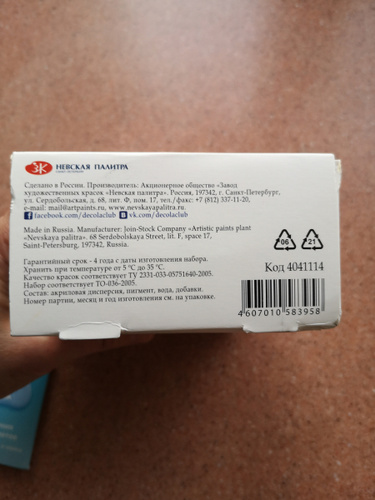 ЗХК
НЕВСКАЯ ПАЛИТРА
Сделано в России. Производитель: Акционерное общество «Завод
художественных красок «Невская палитра». Россия, 197342, г. Санкт-Петербург,
ул. Сердобольская, д. 68, лит. Ф, пом. 17, тел./факс: +7 (812) 337-11-20,
e-mail: mail@artpaints.ru, www.nevskayapalitra.ru.
facebook.com/decolaclub vk.com/decolaclub
Made in Russia. Manufacturer: Join-Stock Company «Artistic paints plant
«Nevskaya palitra». 68 Serdobolskaya Street, lit. F, space 17,
Saint-Petersburg, 197342, Russia.
06 21
Гарантийный срок - 4 года с даты изготовления набора.
Хранить при температуре от 5 °С до 35 °С.
Качество красок соответствует ТУ 2331-033-05751640-2005.
Набор соответствует ТО-036-2005.
Состав: акриловая дисперсия, пигмент, вода, добавки.
Номер партии, месяц и год изготовления см. на упаковке.
Код 4041114
4607010583958